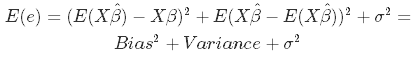 E(e) = (E(Xβ̂) − Xβ)² + E(Xβ̂ − E(Xβ̂))² + σ² =
Bias² + Variance + σ²